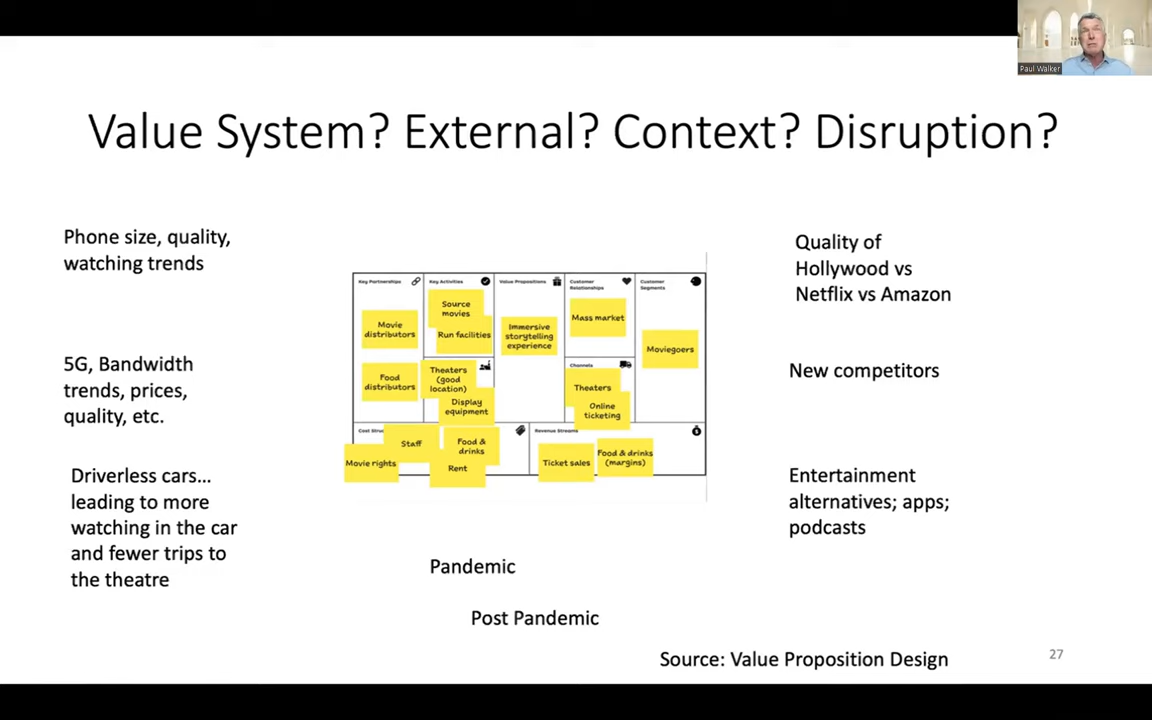 Paul Walker
Value System? External? Context? Disruption?
Phone size, quality,
watching trends
5G, Bandwidth
trends, prices,
quality, etc.
Driverless cars...
leading to more
watching in the car
and fewer trips to
the theatre
Key Partnerships
Movie
distributors
Food
distributors
Key Activities
Source
movies
Run facilities
Theaters
(good
location)
Display
equipment
Value Propositions
Immersive
storytelling
experience
Customer
Relationships
Mass market
Channels
Theaters
Online
ticketing
Customer
Segments
Moviegoers
Cost Struc
Movie rights
Staff
Food &
drinks
Rent
Revenue Streams
Ticket sales
Food & drinks
(margins)
Quality of
Hollywood vs
Netflix vs Amazon
New competitors
Entertainment
alternatives; apps;
podcasts
Pandemic
Post Pandemic
Source: Value Proposition Design
27